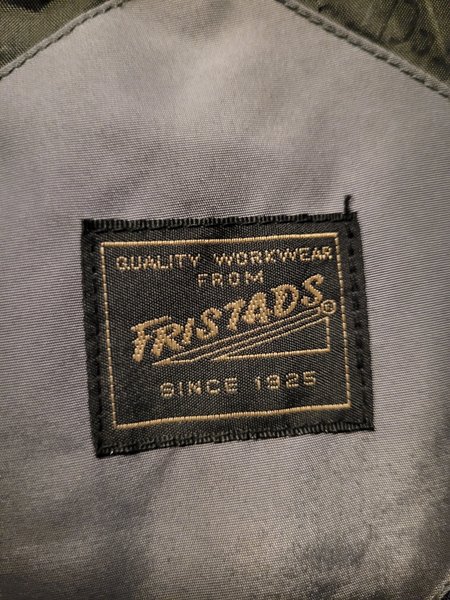 QUALITY WORKWEAR
FROM
FRISTADS®
SINCE 1925